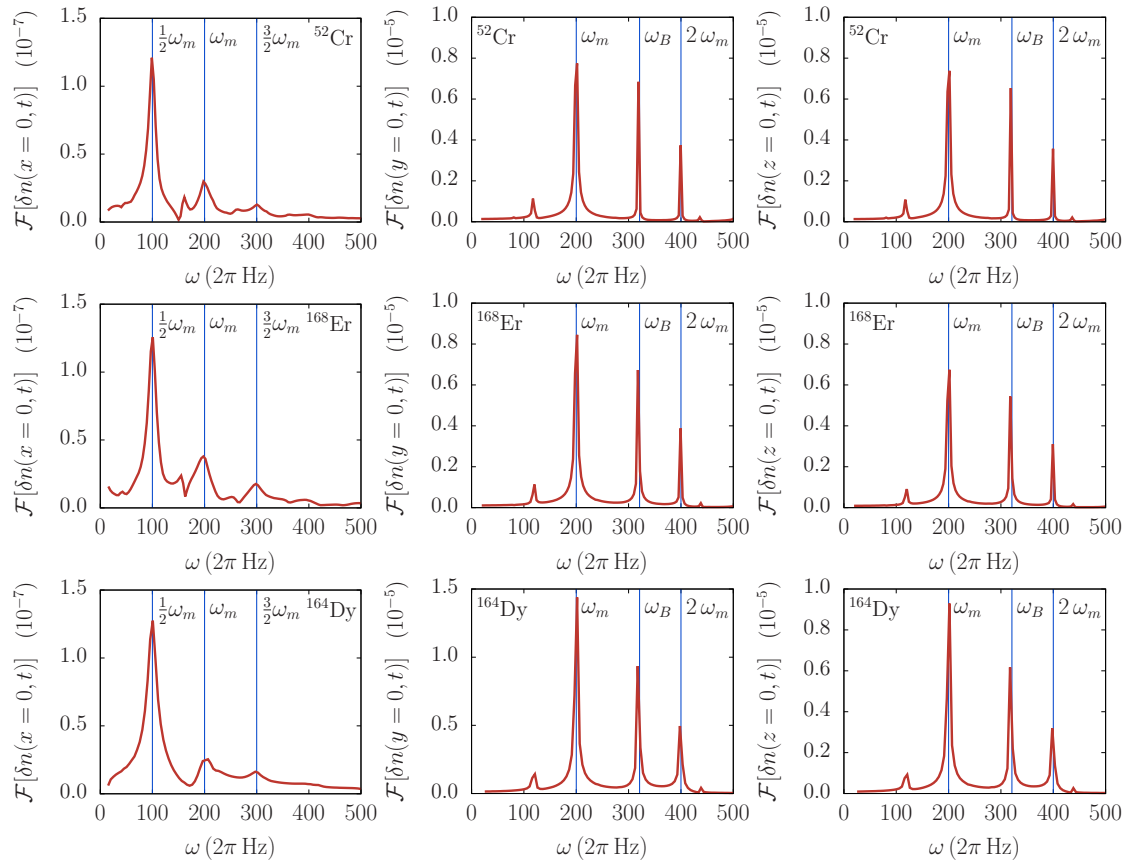 1.5 1.0 0.5 0.0
F[δn(x = 0, t)] (10⁻⁷)
½ωₘ ωₘ 3/2 ωₘ ⁵²Cr
0 100 200 300 400 500
ω (2π Hz)
1.0 0.8 0.6 0.4 0.2 0.0
F[δn(y = 0, t)] (10⁻⁵)
⁵²Cr ωₘ ω_B 2 ωₘ
0 100 200 300 400 500
ω (2π Hz)
1.0 0.8 0.6 0.4 0.2 0.0
F[δn(z = 0, t)] (10⁻⁵)
⁵²Cr ωₘ ω_B 2 ωₘ
0 100 200 300 400 500
ω (2π Hz)
1.5 1.0 0.5 0.0
F[δn(x = 0, t)] (10⁻⁷)
½ωₘ ωₘ 3/2 ωₘ ¹⁶⁸Er
0 100 200 300 400 500
ω (2π Hz)
1.0 0.8 0.6 0.4 0.2 0.0
F[δn(y = 0, t)] (10⁻⁵)
¹⁶⁸Er ωₘ ω_B 2 ωₘ
0 100 200 300 400 500
ω (2π Hz)
1.0 0.8 0.6 0.4 0.2 0.0
F[δn(z = 0, t)] (10⁻⁵)
¹⁶⁸Er ωₘ ω_B 2 ωₘ
0 100 200 300 400 500
ω (2π Hz)
1.5 1.0 0.5 0.0
F[δn(x = 0, t)] (10⁻⁷)
½ωₘ ωₘ 3/2 ωₘ ¹⁶⁴Dy
0 100 200 300 400 500
ω (2π Hz)
1.5 1.0 0.5 0.0
F[δn(y = 0, t)] (10⁻⁵)
¹⁶⁴Dy ωₘ ω_B 2 ωₘ
0 100 200 300 400 500
ω (2π Hz)
1.0 0.8 0.6 0.4 0.2 0.0
F[δn(z = 0, t)] (10⁻⁵)
¹⁶⁴Dy ωₘ ω_B 2 ωₘ
0 100 200 300 400 500
ω (2π Hz)